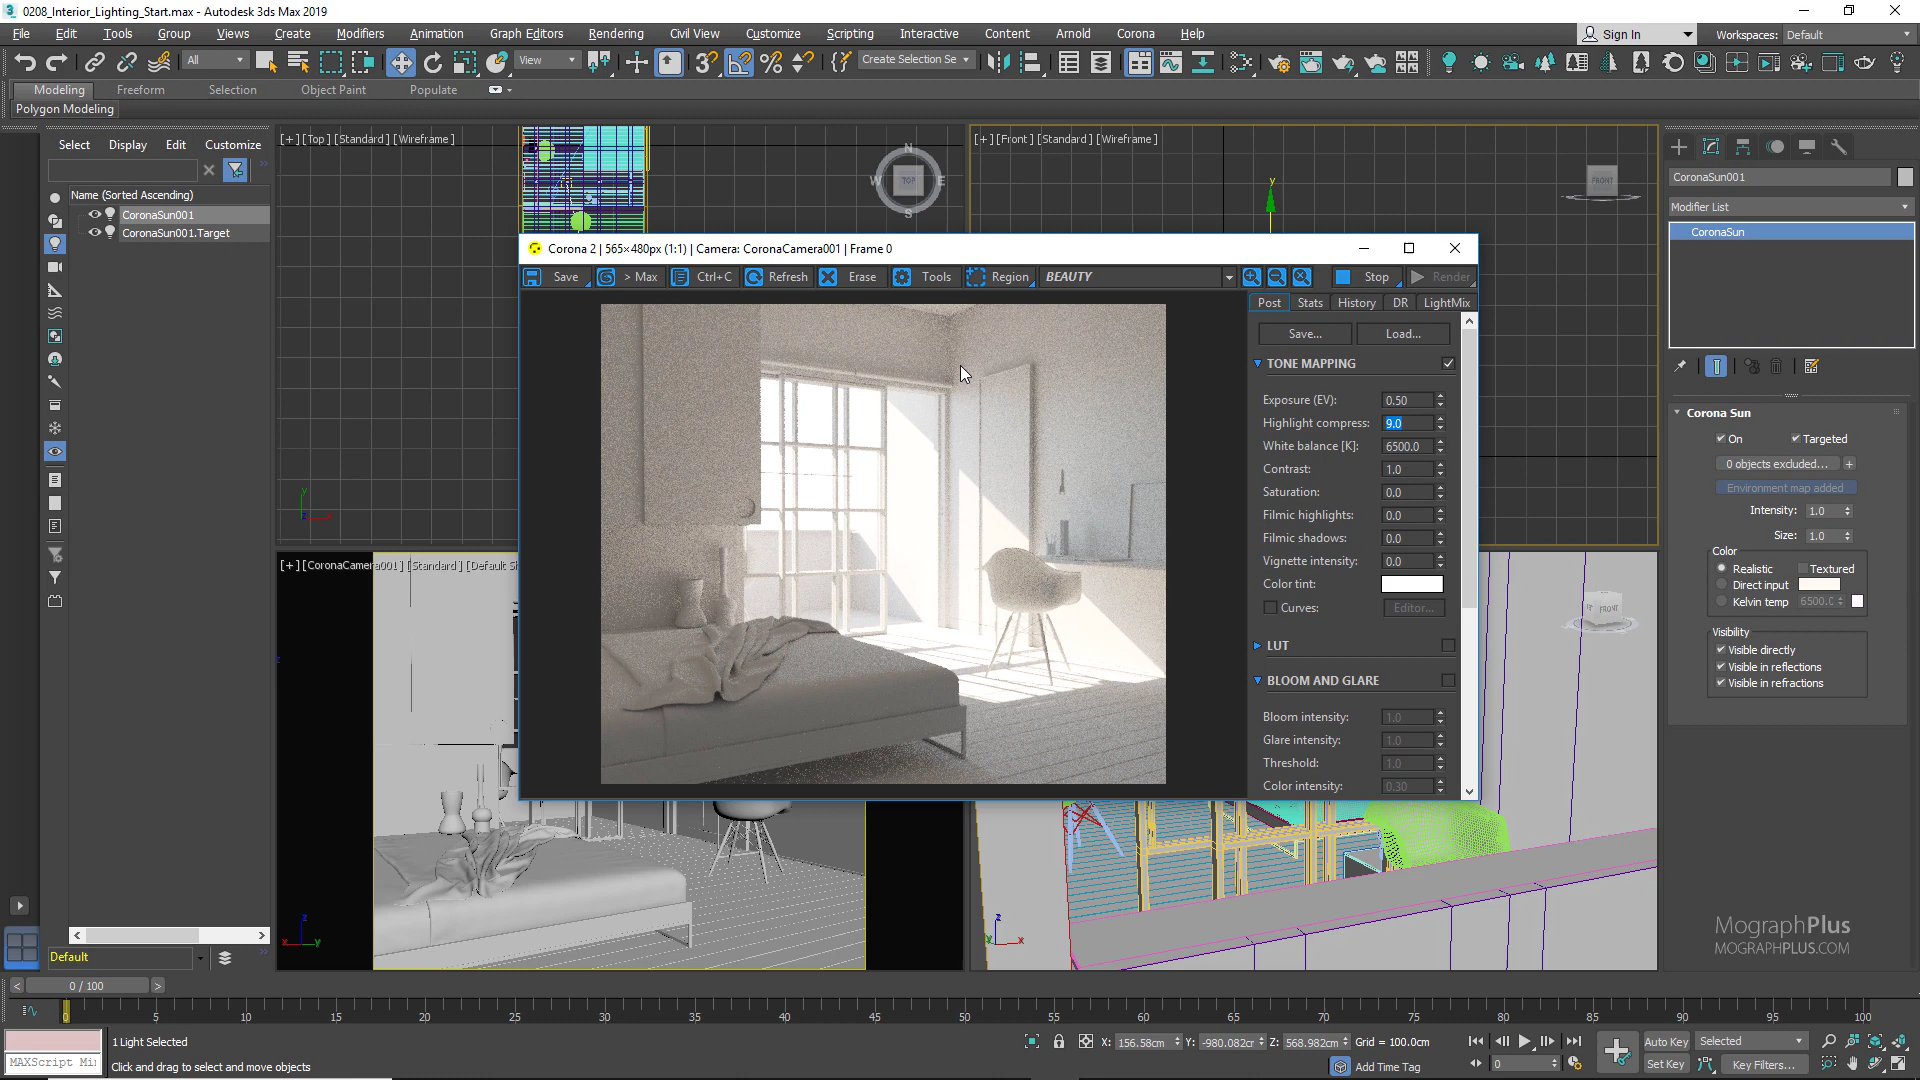 0208_Interior_Lighting_Start.max - Autodesk 3ds Max 2019
File Edit Tools Group Views Create Modifiers Animation Graph Editors Rendering Civil View Customize Scripting Interactive Content Arnold Corona Help
Sign In
Workspaces: Default
All
View
Create Selection Se
Modeling Freeform Selection Object Paint Populate
Polygon Modeling
Select Display Edit Customize
Name (Sorted Ascending)
CoronaSun001
CoronaSun001.Target
[+] [Top] [Standard] [Wireframe]
N
W TOP E
S
y
x
[+] [Front] [Standard] [Wireframe]
FRONT
y
[+] [CoronaCamera001] [Standard] [Default Sh
z
x y
Corona 2 | 565×480px (1:1) | Camera: CoronaCamera001 | Frame 0
Save > Max Ctrl+C Refresh Erase Tools Region BEAUTY Stop Render
Post Stats History DR LightMix
Save... Load...
TONE MAPPING
Exposure (EV): 0.50
Highlight compress: 9.0
White balance [K]: 6500.0
Contrast: 1.0
Saturation: 0.0
Filmic highlights: 0.0
Filmic shadows: 0.0
Vignette intensity: 0.0
Color tint:
Curves: Editor...
LUT
BLOOM AND GLARE
Bloom intensity: 1.0
Glare intensity: 1.0
Threshold: 1.0
Color intensity: 0.30
FRONT
z
y x
CoronaSun001
Modifier List
CoronaSun
Corona Sun
On Targeted
0 objects excluded... +
Environment map added
Intensity: 1.0
Size: 1.0
Color
Realistic Textured
Direct input
Kelvin temp 6500.0
Visibility
Visible directly
Visible in reflections
Visible in refractions
MographPlus
MOGRAPHPLUS.COM
Default
< 0 / 100 >
0 5 10 15 20 25 30 35 40 45 50 55 60 65 70 75 80 85 90 95 100
1 Light Selected
MAXScript Mi
Click and drag to select and move objects
X: 156.58cm Y: -980.082cr Z: 568.982cm Grid = 100.0cm
Add Time Tag
0
Auto Key Selected
Set Key Key Filters...